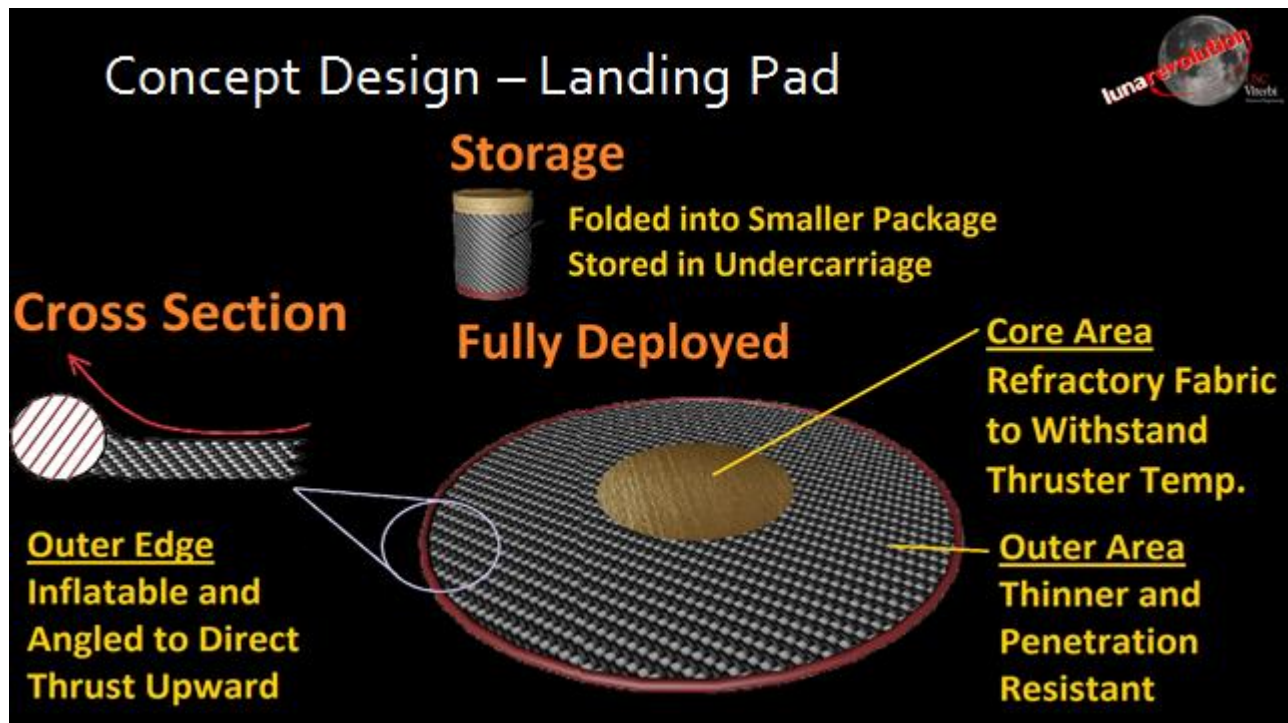 Concept Design – Landing Pad
lunarevolution
Viterbi
Storage
Folded into Smaller Package
Stored in Undercarriage
Cross Section
Fully Deployed
Core Area
Refractory Fabric
to Withstand
Thruster Temp.
Outer Edge
Inflatable and
Angled to Direct
Thrust Upward
Outer Area
Thinner and
Penetration
Resistant